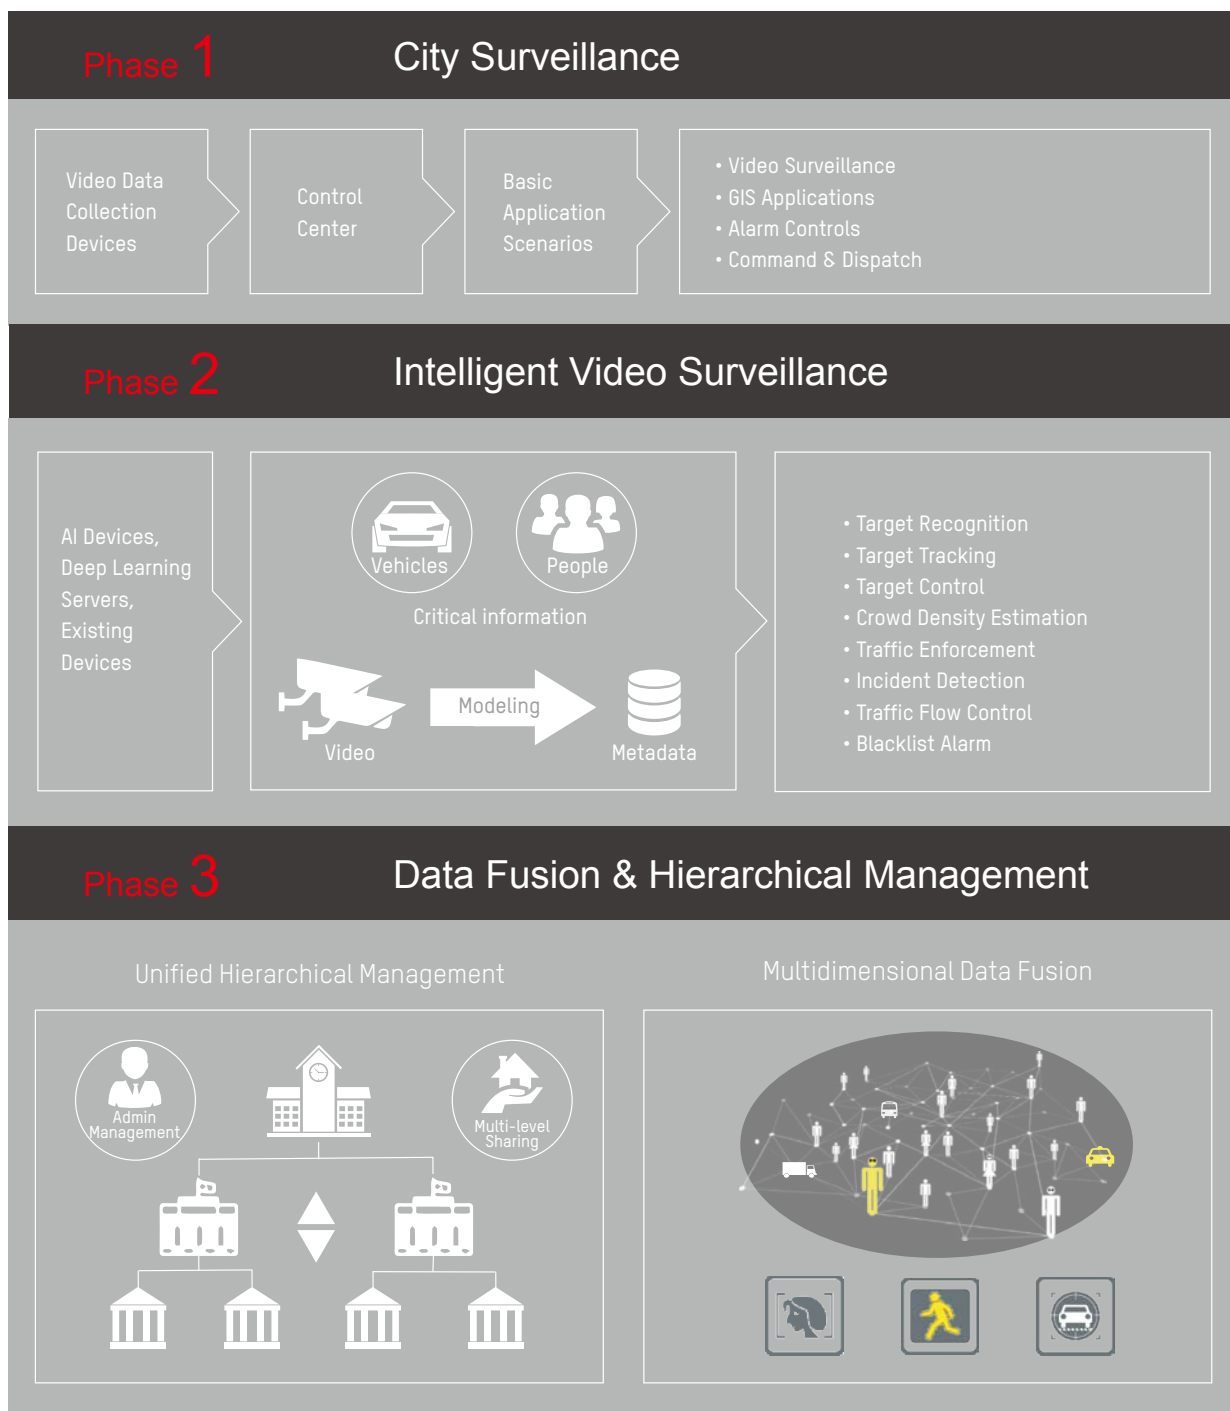 Phase 1
City Surveillance
Video Data
Collection
Devices
Control
Center
Basic
Application
Scenarios
• Video Surveillance
• GIS Applications
• Alarm Controls
• Command & Dispatch
Phase 2
Intelligent Video Surveillance
AI Devices,
Deep Learning
Servers,
Existing
Devices
Vehicles
People
Critical information
Video
Modeling
Metadata
• Target Recognition
• Target Tracking
• Target Control
• Crowd Density Estimation
• Traffic Enforcement
• Incident Detection
• Traffic Flow Control
• Blacklist Alarm
Phase 3
Data Fusion & Hierarchical Management
Unified Hierarchical Management
Admin
Management
Multi-level
Sharing
Multidimensional Data Fusion